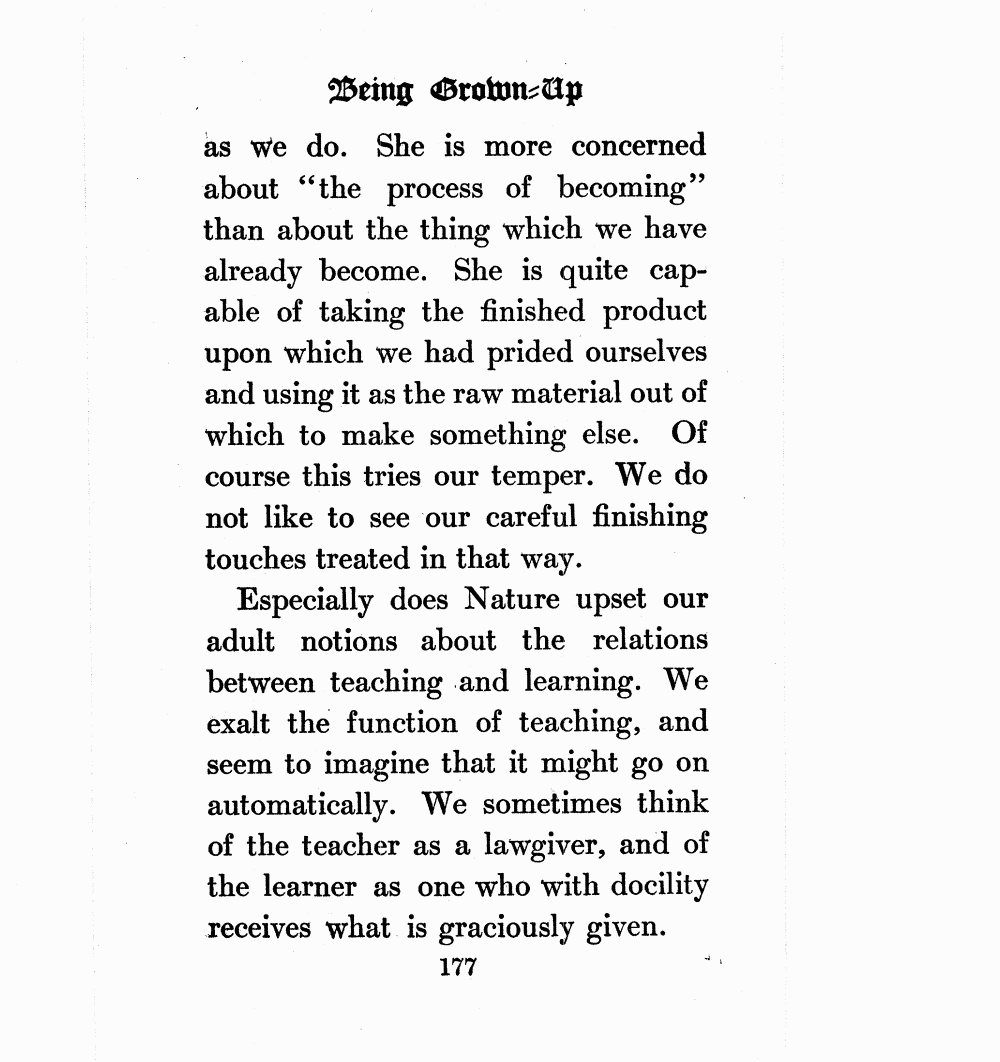 Being Grown-Up
as we do. She is more concerned
about “the process of becoming”
than about the thing which we have
already become. She is quite cap-
able of taking the finished product
upon which we had prided ourselves
and using it as the raw material out of
which to make something else. Of
course this tries our temper. We do
not like to see our careful finishing
touches treated in that way.
Especially does Nature upset our
adult notions about the relations
between teaching and learning. We
exalt the function of teaching, and
seem to imagine that it might go on
automatically. We sometimes think
of the teacher as a lawgiver, and of
the learner as one who with docility
receives what is graciously given.
177